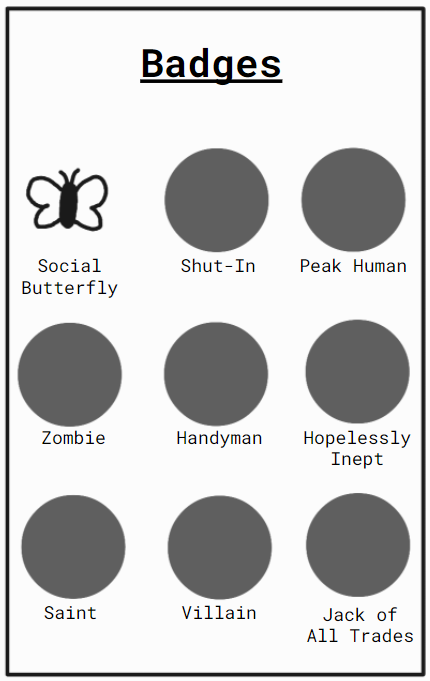 Badges
Social
Butterfly
Shut-In
Peak Human
Zombie
Handyman
Hopelessly
Inept
Saint
Villain
Jack of
All Trades